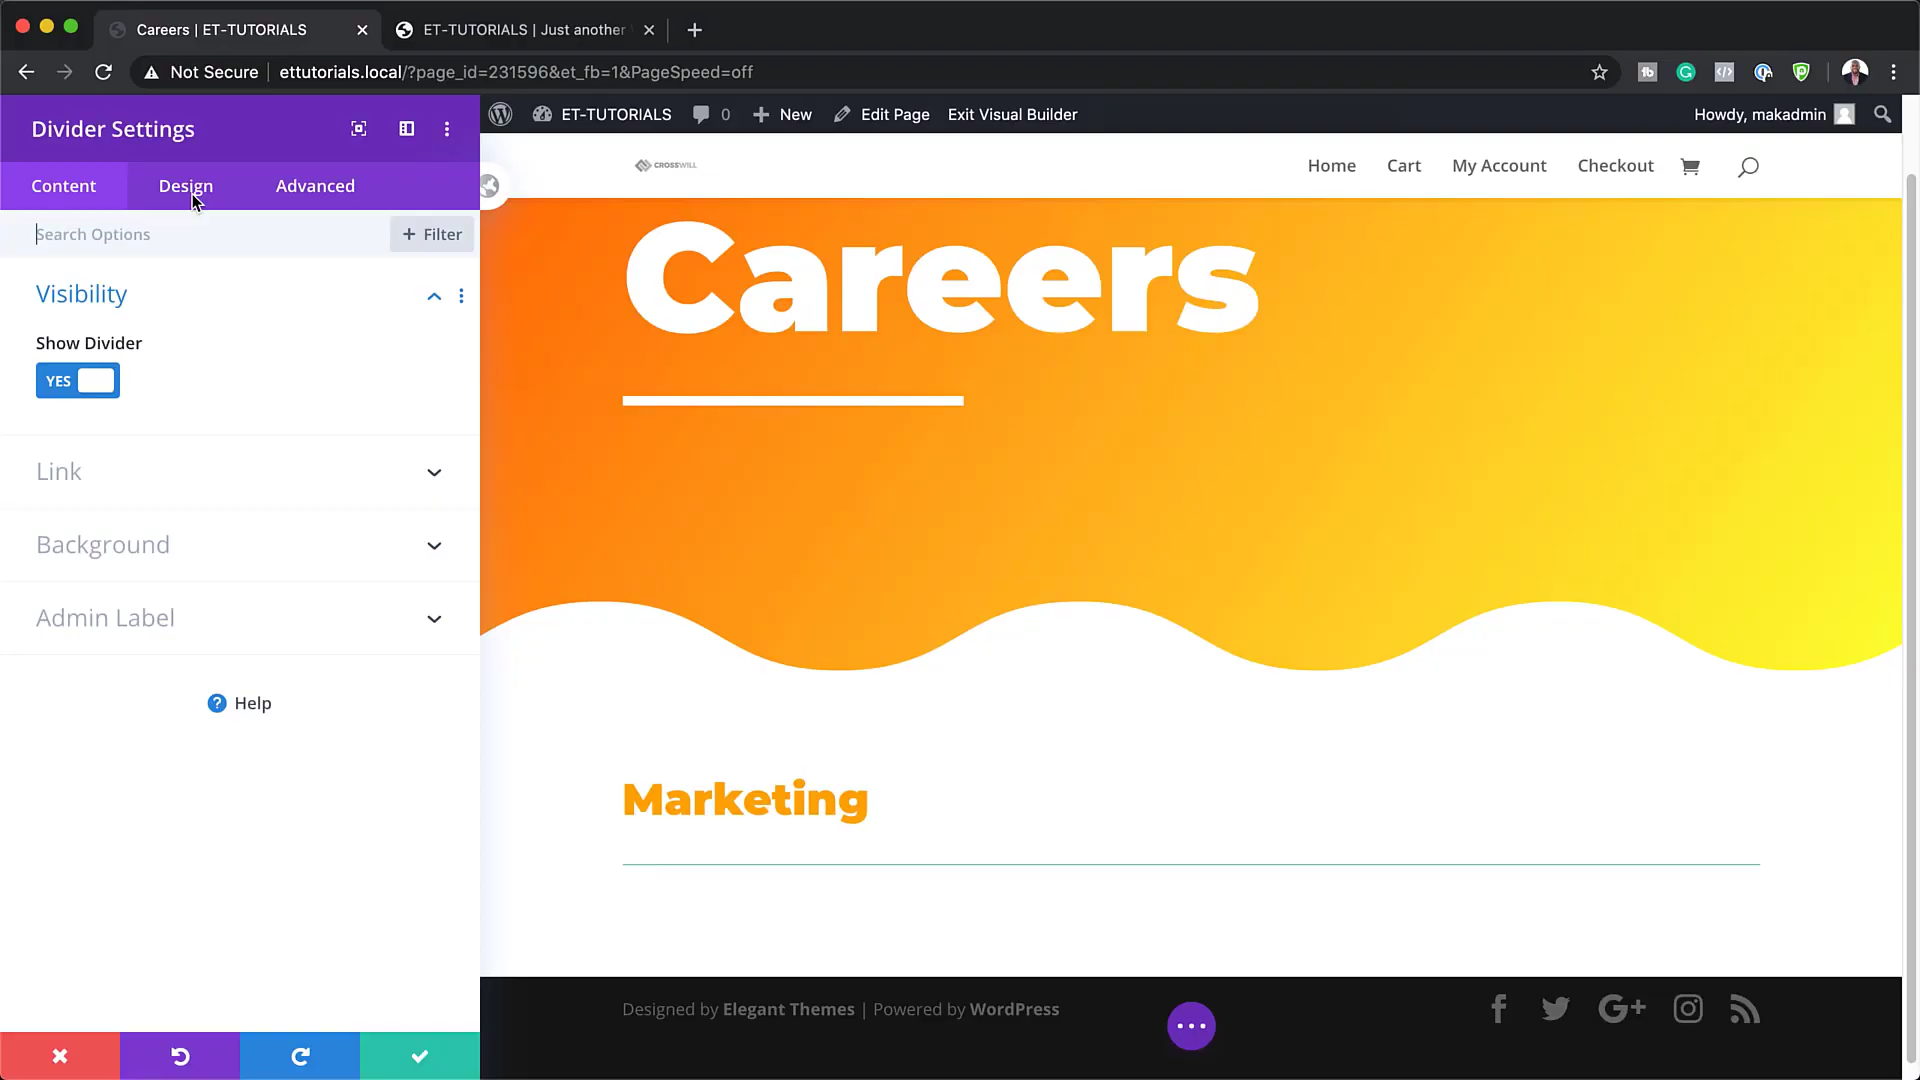 Careers | ET-TUTORIALS
ET-TUTORIALS | Just another
Not Secure
ettutorials.local/?page_id=231596&et_fb=1&PageSpeed=off
ET-TUTORIALS
0
New
Edit Page
Exit Visual Builder
Howdy, makadmin
Divider Settings
Content
Design
Advanced
Search Options
+ Filter
Visibility
Show Divider
YES
Link
Background
Admin Label
? Help
CROSSWILL
Home
Cart
My Account
Checkout
Careers
Marketing
Designed by Elegant Themes | Powered by WordPress